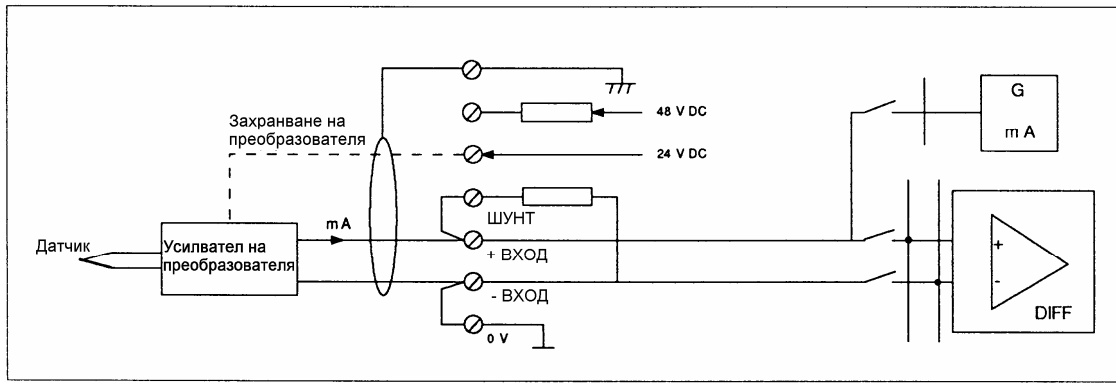 48 V DC
G
mA
Захранване на
преобразователя
24 V DC
ШУНТ
mA
Датчик
Усилвател на
преобразователя
+ ВХОД
+
- ВХОД
-
DIFF
0 V